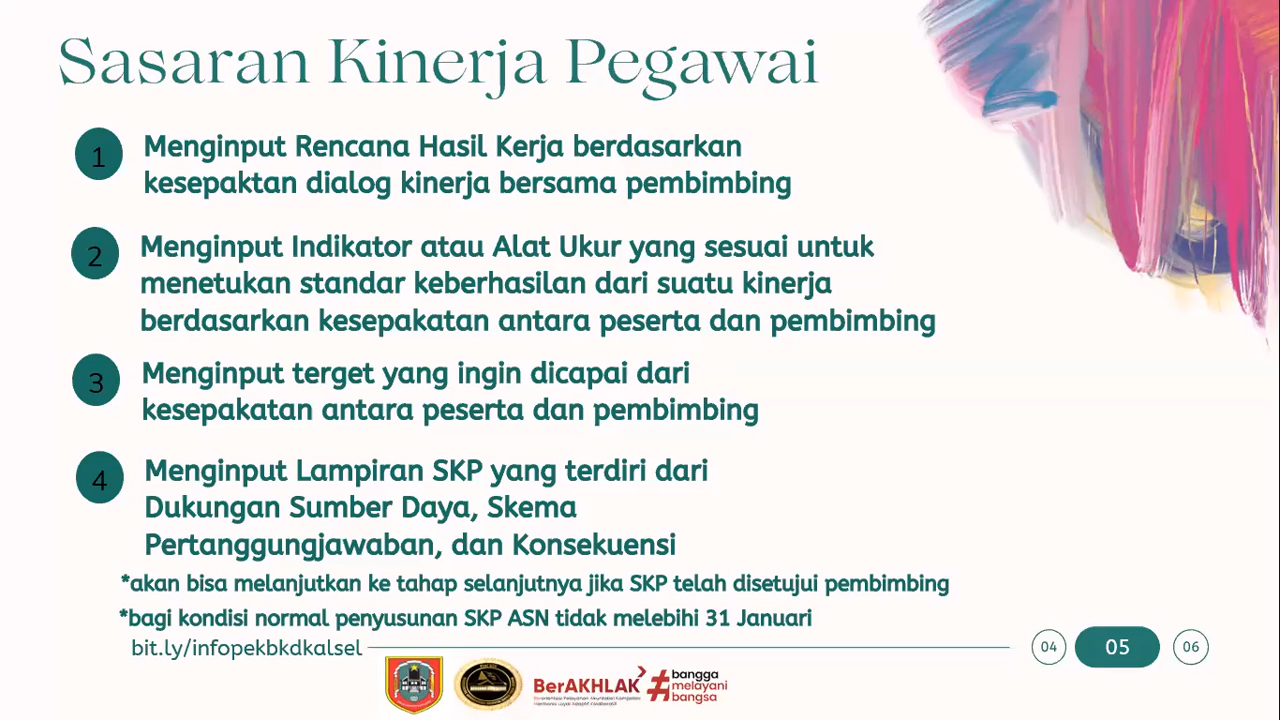 Sasaran Kinerja Pegawai
1
Menginput Rencana Hasil Kerja berdasarkan
kesepaktan dialog kinerja bersama pembimbing
2
Menginput Indikator atau Alat Ukur yang sesuai untuk
menetukan standar keberhasilan dari suatu kinerja
berdasarkan kesepakatan antara peserta dan pembimbing
3
Menginput terget yang ingin dicapai dari
kesepakatan antara peserta dan pembimbing
4
Menginput Lampiran SKP yang terdiri dari
Dukungan Sumber Daya, Skema
Pertanggungjawaban, dan Konsekuensi
*akan bisa melanjutkan ke tahap selanjutnya jika SKP telah disetujui pembimbing
*bagi kondisi normal penyusunan SKP ASN tidak melebihi 31 Januari
bit.ly/infopekbkdkalsel
04
05
06
BerAKHLAK
#bangga
melayani
bangsa